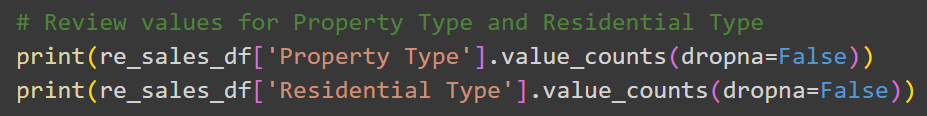 # Review values for Property Type and Residential Type
print(re_sales_df['Property Type'].value_counts(dropna=False))
print(re_sales_df['Residential Type'].value_counts(dropna=False))